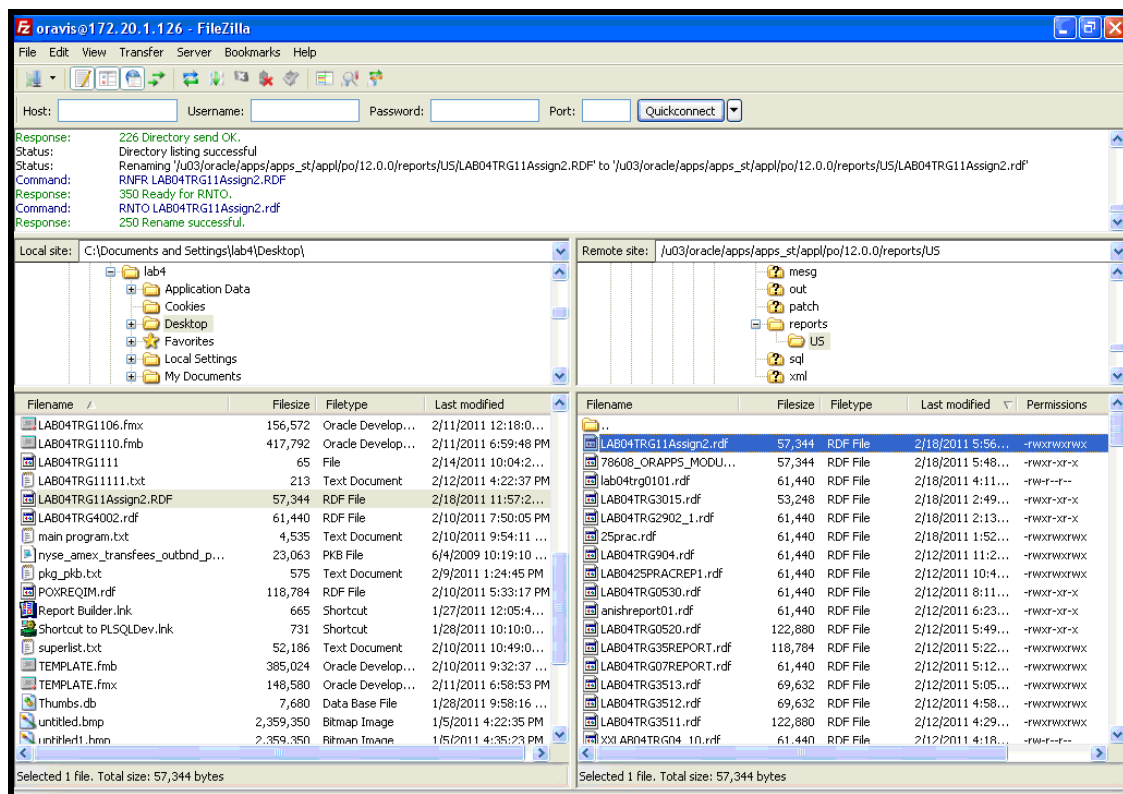 oravis@172.20.1.126 - FileZilla
File Edit View Transfer Server Bookmarks Help
Host: Username: Password: Port: Quickconnect
Response: 226 Directory send OK.
Status: Directory listing successful
Status: Renaming '/u03/oracle/apps/apps_st/appl/po/12.0.0/reports/US/LAB04TRG11Assign2.RDF' to '/u03/oracle/apps/apps_st/appl/po/12.0.0/reports/US/LAB04TRG11Assign2.rdf'
Command: RNFR LAB04TRG11Assign2.RDF
Response: 350 Ready for RNTO.
Command: RNTO LAB04TRG11Assign2.rdf
Response: 250 Rename successful.
Local site: C:\Documents and Settings\lab4\Desktop\
lab4
Application Data
Cookies
Desktop
Favorites
Local Settings
My Documents
Remote site: /u03/oracle/apps/apps_st/appl/po/12.0.0/reports/US
mesg
out
patch
reports
US
sql
xml
Filename Filesize Filetype Last modified
LAB04TRG1106.fmx 156,572 Oracle Develop... 2/11/2011 12:18:0...
LAB04TRG1110.fmb 417,792 Oracle Develop... 2/11/2011 6:59:48 PM
LAB04TRG1111 65 File 2/14/2011 10:04:2...
LAB04TRG11111.txt 213 Text Document 2/12/2011 4:22:37 PM
LAB04TRG11Assign2.RDF 57,344 RDF File 2/18/2011 11:57:2...
LAB04TRG4002.rdf 61,440 RDF File 2/10/2011 7:50:05 PM
main program.txt 4,535 Text Document 2/10/2011 9:54:11 ...
nyse_amex_transfees_outbnd_p... 23,063 PKB File 6/4/2009 10:19:10 ...
pkg_pkb.txt 575 Text Document 2/9/2011 1:24:45 PM
POXREQIM.rdf 118,784 RDF File 2/10/2011 5:33:17 PM
Report Builder.lnk 665 Shortcut 1/27/2011 12:05:4...
Shortcut to PLSQLDev.lnk 731 Shortcut 1/28/2011 10:10:0...
superlist.txt 52,186 Text Document 2/10/2011 10:49:0...
TEMPLATE.fmb 385,024 Oracle Develop... 2/10/2011 9:32:37 ...
TEMPLATE.fmx 148,580 Oracle Develop... 2/11/2011 6:58:53 PM
Thumbs.db 7,680 Data Base File 1/28/2011 9:58:16 ...
untitled.bmp 2,359,350 Bitmap Image 1/5/2011 4:22:35 PM
untitled1.bmp 2,359,350 Bitmap Image 1/5/2011 4:35:23 PM
Selected 1 file. Total size: 57,344 bytes
Filename Filesize Filetype Last modified Permissions
..
LAB04TRG11Assign2.rdf 57,344 RDF File 2/18/2011 5:56... -rwxrwxrwx
78608_ORAPPS_MODU... 57,344 RDF File 2/18/2011 5:48... -rwxr-xr-x
lab04trg0101.rdf 61,440 RDF File 2/18/2011 4:11... -rw-r--r--
LAB04TRG3015.rdf 53,248 RDF File 2/18/2011 2:49... -rwxr-xr-x
LAB04TRG2902_1.rdf 61,440 RDF File 2/18/2011 2:13... -rwxr-xr-x
25prac.rdf 61,440 RDF File 2/18/2011 1:52... -rwxrwxrwx
LAB04TRG904.rdf 61,440 RDF File 2/12/2011 11:2... -rwxrwxrwx
LAB0425PRACREP1.rdf 61,440 RDF File 2/12/2011 10:4... -rwxrwxrwx
LAB04TRG0530.rdf 61,440 RDF File 2/12/2011 8:11... -rwxr-xr-x
anishreport01.rdf 61,440 RDF File 2/12/2011 6:23... -rwxr-xr-x
LAB04TRG0520.rdf 122,880 RDF File 2/12/2011 5:49... -rwxr-xr-x
LAB04TRG35REPORT.rdf 118,784 RDF File 2/12/2011 5:22... -rwxrwxrwx
LAB04TRG07REPORT.rdf 61,440 RDF File 2/12/2011 5:12... -rwxrwxrwx
LAB04TRG3513.rdf 69,632 RDF File 2/12/2011 5:05... -rwxrwxrwx
LAB04TRG3512.rdf 69,632 RDF File 2/12/2011 4:58... -rwxrwxrwx
LAB04TRG3511.rdf 122,880 RDF File 2/12/2011 4:29... -rwxrwxrwx
XXLAB04TRG04_10.rdf 61,440 RDF File 2/12/2011 4:18... -rw-r--r--
Selected 1 file. Total size: 57,344 bytes